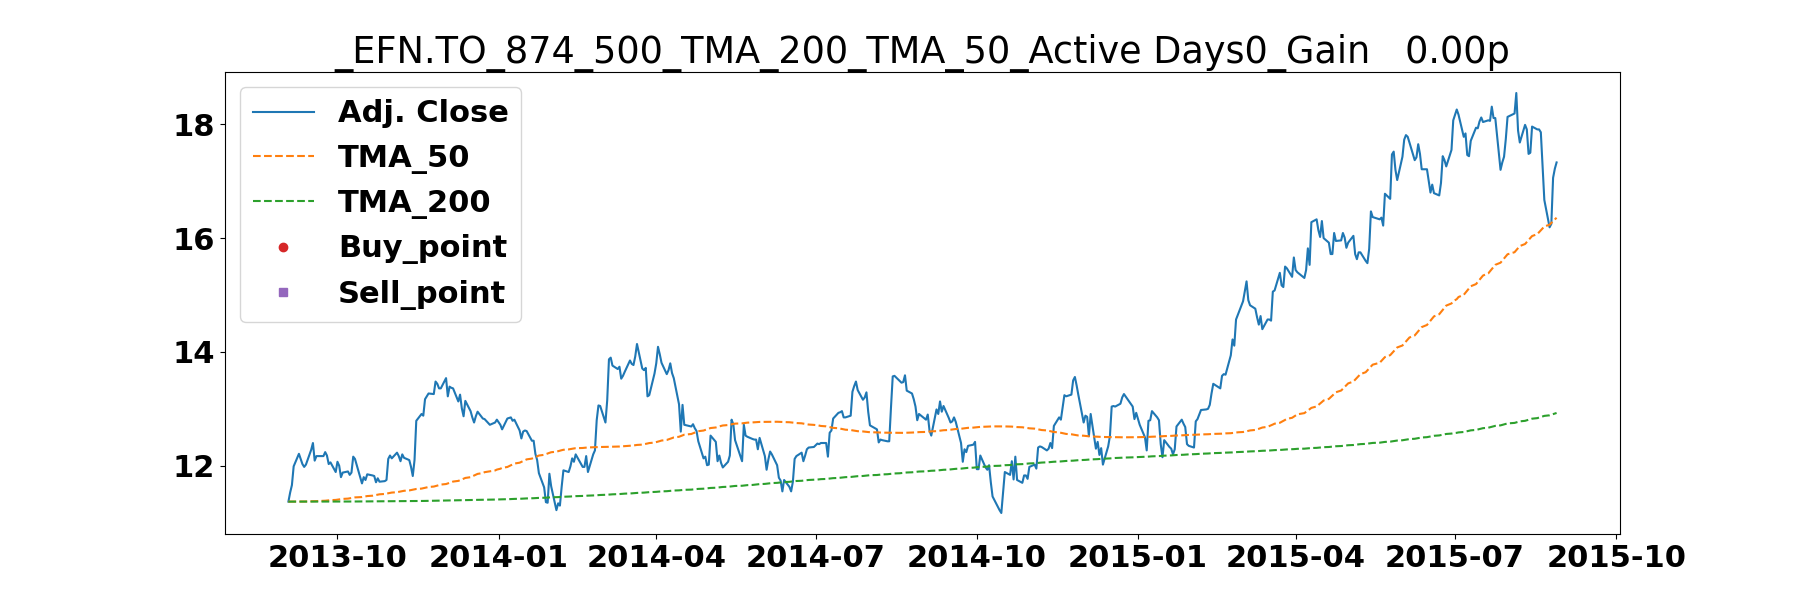 _EFN.TO_874_500_TMA_200_TMA_50_Active Days0_Gain   0.00p
Adj. Close
TMA_50
TMA_200
Buy_point
Sell_point
18
16
14
12
2013-10 2014-01 2014-04 2014-07 2014-10 2015-01 2015-04 2015-07 2015-10